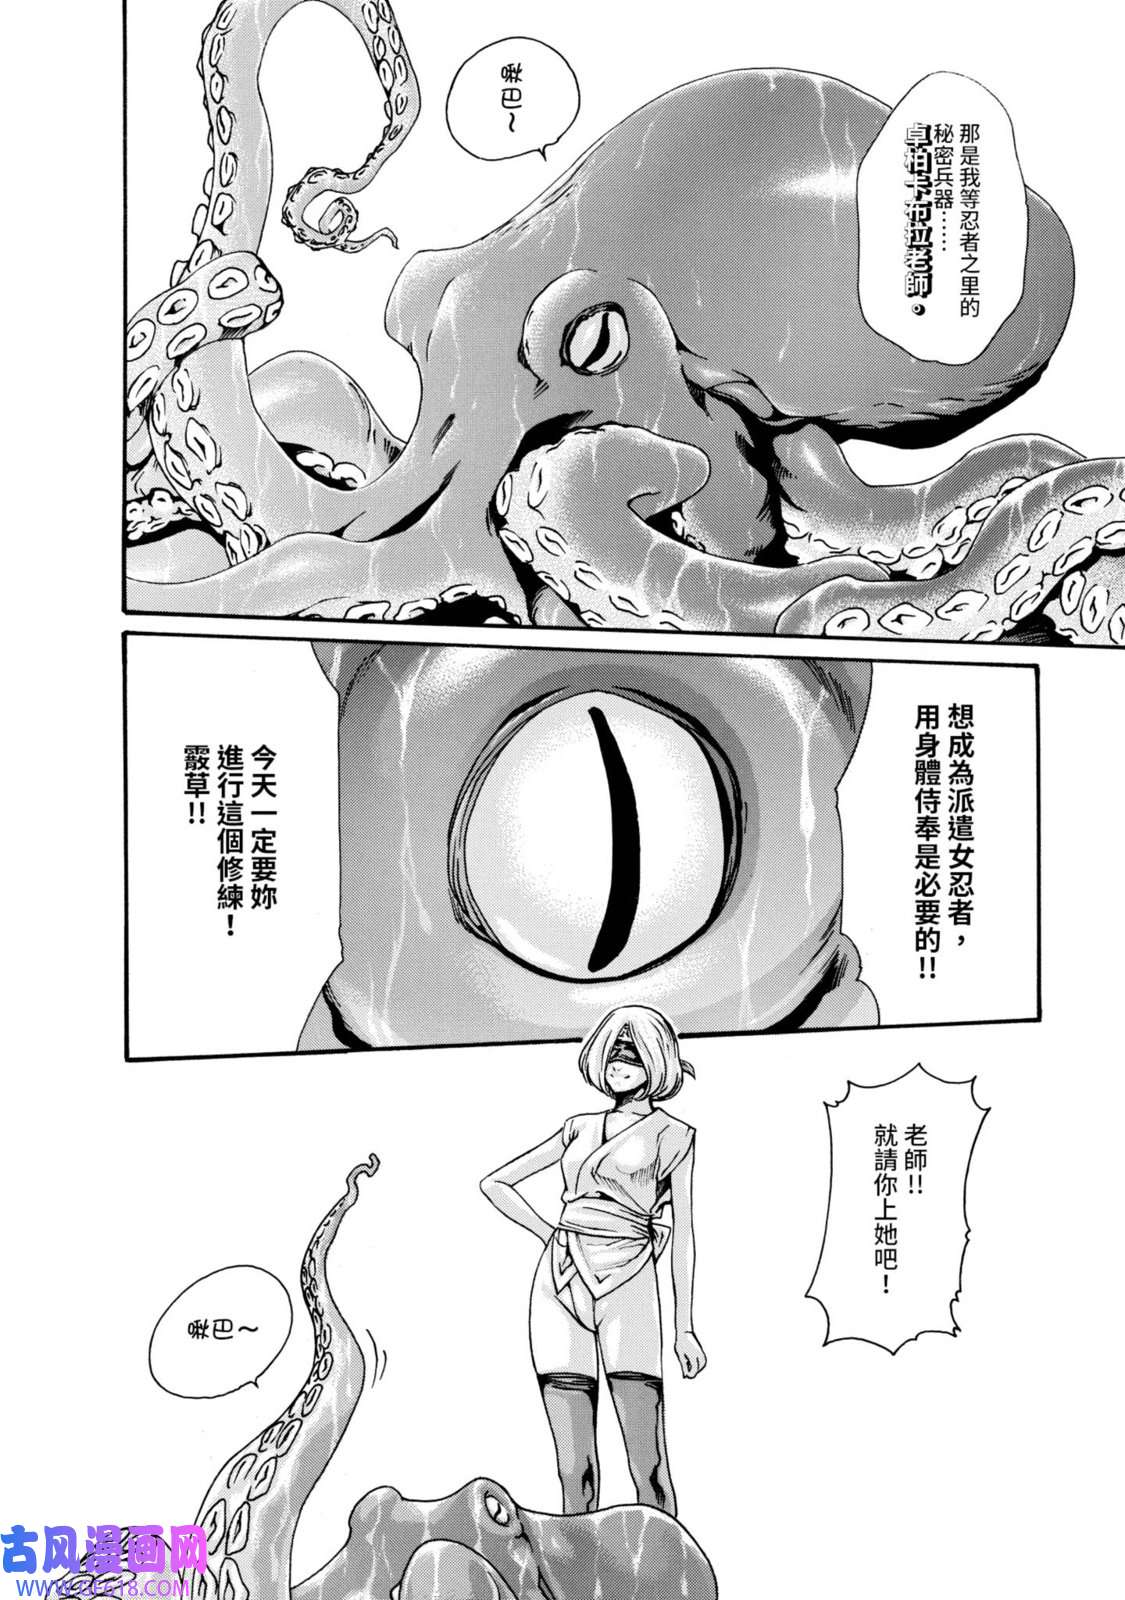 那是我等忍者之里的
秘密兵器……
卓柏卡布拉老師。
啾巴～
想成為派遣女忍者，
用身體侍奉是必要的!!
今天一定要妳
進行這個修練！
霰草!!
老師!!
就請你上她吧！
啾巴～
古风漫画网
WWW.GF618.COM